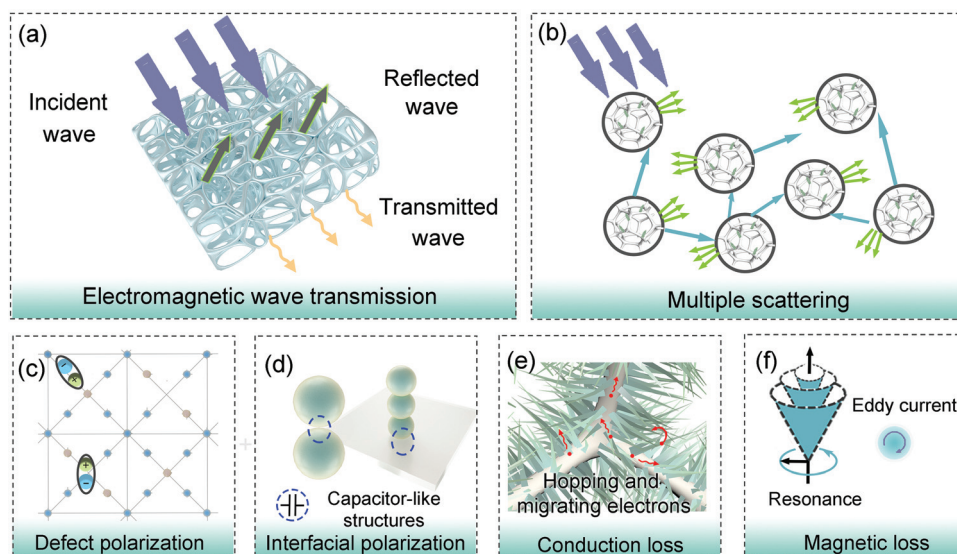 (a)
Incident
wave
Reflected
wave
Transmitted
wave
Electromagnetic wave transmission
(b)
Multiple scattering
(c)
- +
+
-
Defect polarization
(d)
Capacitor-like
structures
Interfacial polarization
(e)
Hopping and
migrating electrons
Conduction loss
(f)
Eddy current
Resonance
Magnetic loss